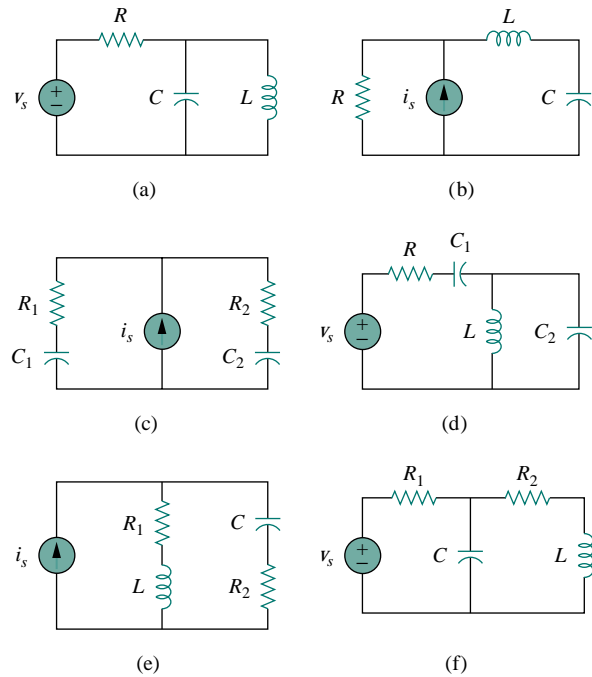 R
v_s
+
−
C
L
(a)
L
R
i_s
C
(b)
R_1
C_1
i_s
R_2
C_2
(c)
R
C_1
v_s
+
−
L
C_2
(d)
i_s
R_1
L
C
R_2
(e)
R_1
R_2
v_s
+
−
C
L
(f)